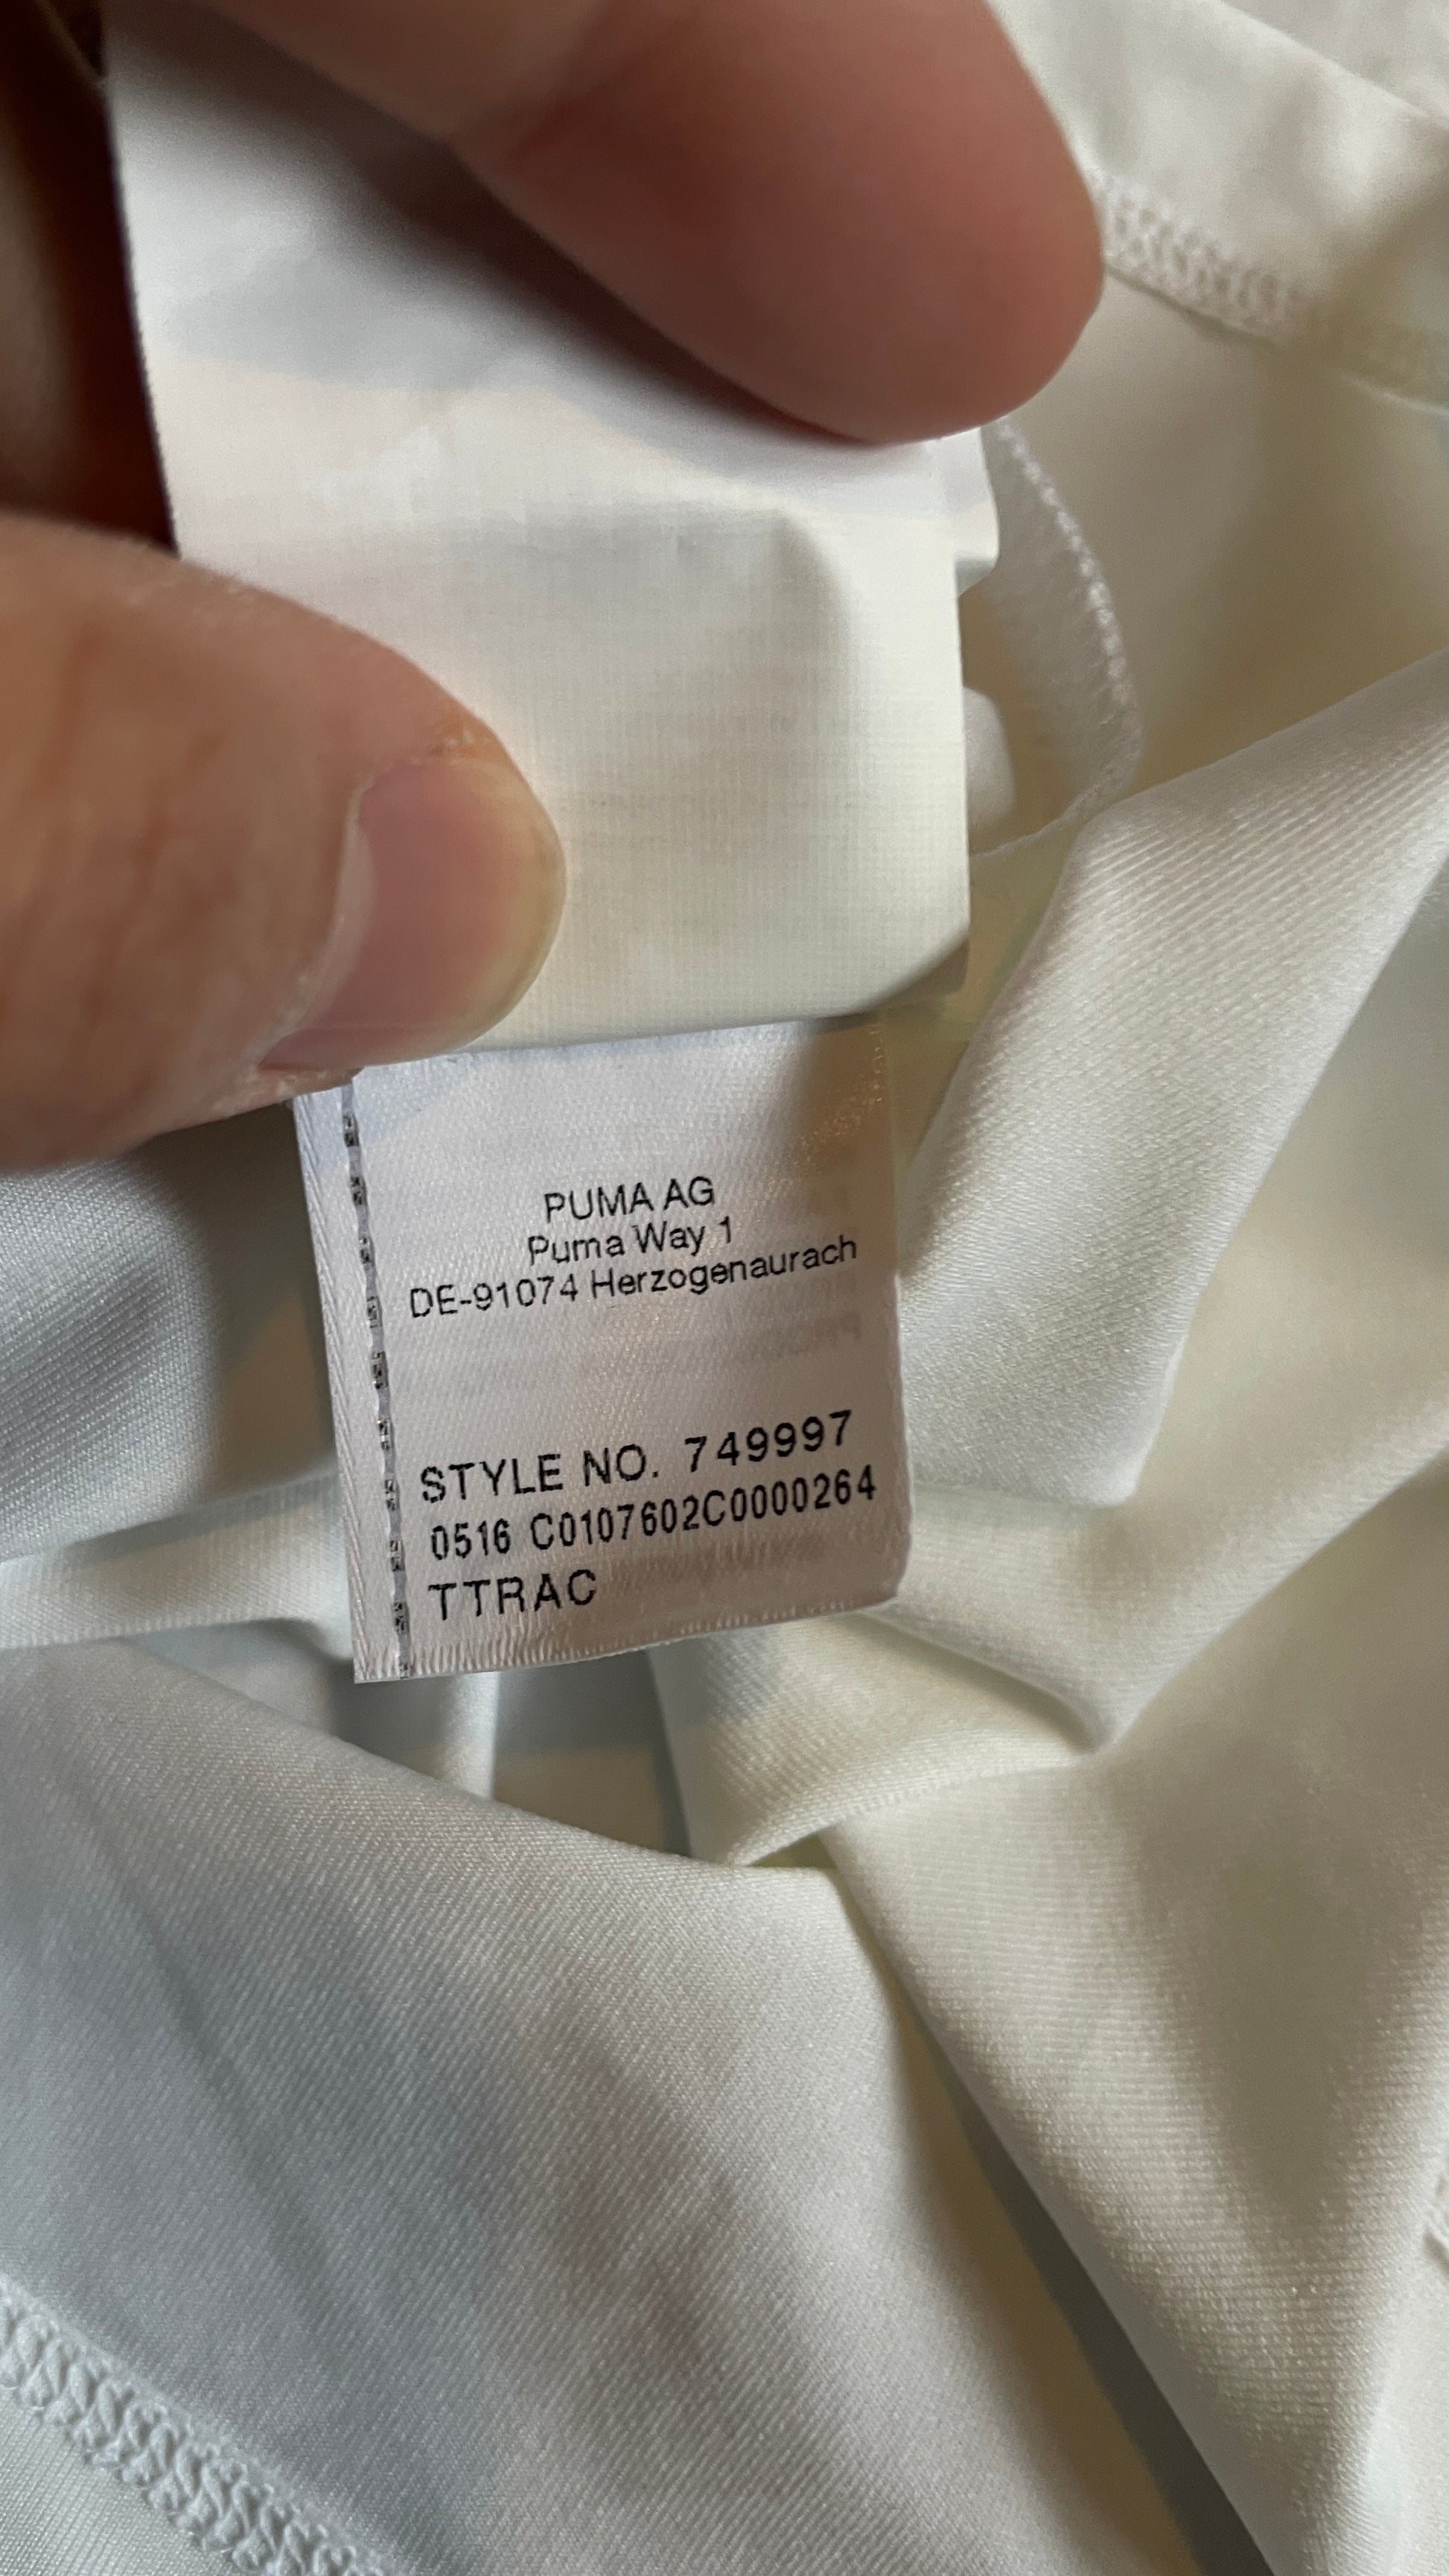 PUMA AG
Puma Way 1
DE-91074 Herzogenaurach
STYLE NO. 749997
0516 C0107602C0000264
TTRAC